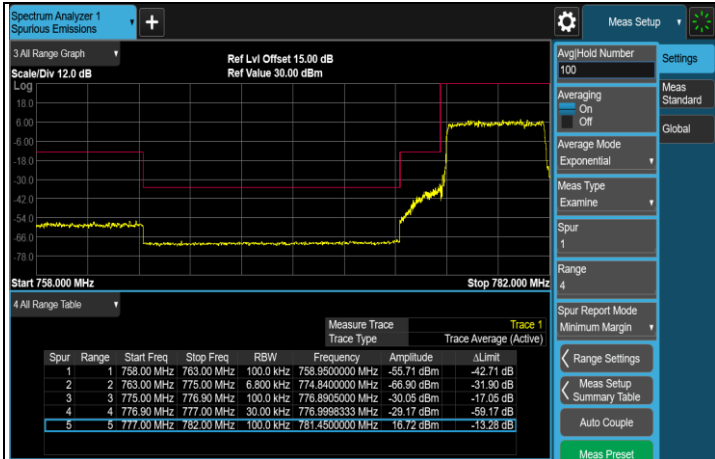 Spectrum Analyzer 1
Spurious Emissions
Meas Setup
3 All Range Graph
Ref Lvl Offset 15.00 dB
Scale/Div 12.0 dB
Ref Value 30.00 dBm
Log
18.0
6.00
-6.00
-18.0
-30.0
-42.0
-54.0
-66.0
-78.0
Start 758.000 MHz
Stop 782.000 MHz
4 All Range Table
Measure Trace Trace 1
Trace Type Trace Average (Active)
Spur Range Start Freq Stop Freq RBW Frequency Amplitude ΔLimit
1 1 758.00 MHz 763.00 MHz 100.0 kHz 758.9500000 MHz -55.71 dBm -42.71 dB
2 2 763.00 MHz 775.00 MHz 6.800 kHz 774.8400000 MHz -66.90 dBm -31.90 dB
3 3 775.00 MHz 776.90 MHz 100.0 kHz 776.8905000 MHz -30.05 dBm -17.05 dB
4 4 776.90 MHz 777.00 MHz 30.00 kHz 776.9998333 MHz -29.17 dBm -59.17 dB
5 5 777.00 MHz 782.00 MHz 100.0 kHz 781.4500000 MHz 16.72 dBm -13.28 dB
Avg|Hold Number
100
Averaging
On
Off
Average Mode
Exponential
Meas Type
Examine
Spur
1
Range
4
Spur Report Mode
Minimum Margin
Range Settings
Meas Setup
Summary Table
Auto Couple
Meas Preset
Settings
Meas
Standard
Global